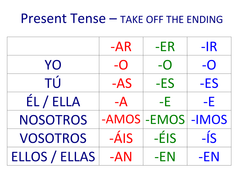 Present Tense – TAKE OFF THE ENDING
-AR -ER -IR
YO -O -O -O
TÚ -AS -ES -ES
ÉL / ELLA -A -E -E
NOSOTROS -AMOS -EMOS -IMOS
VOSOTROS -ÁIS -ÉIS -ÍS
ELLOS / ELLAS -AN -EN -EN